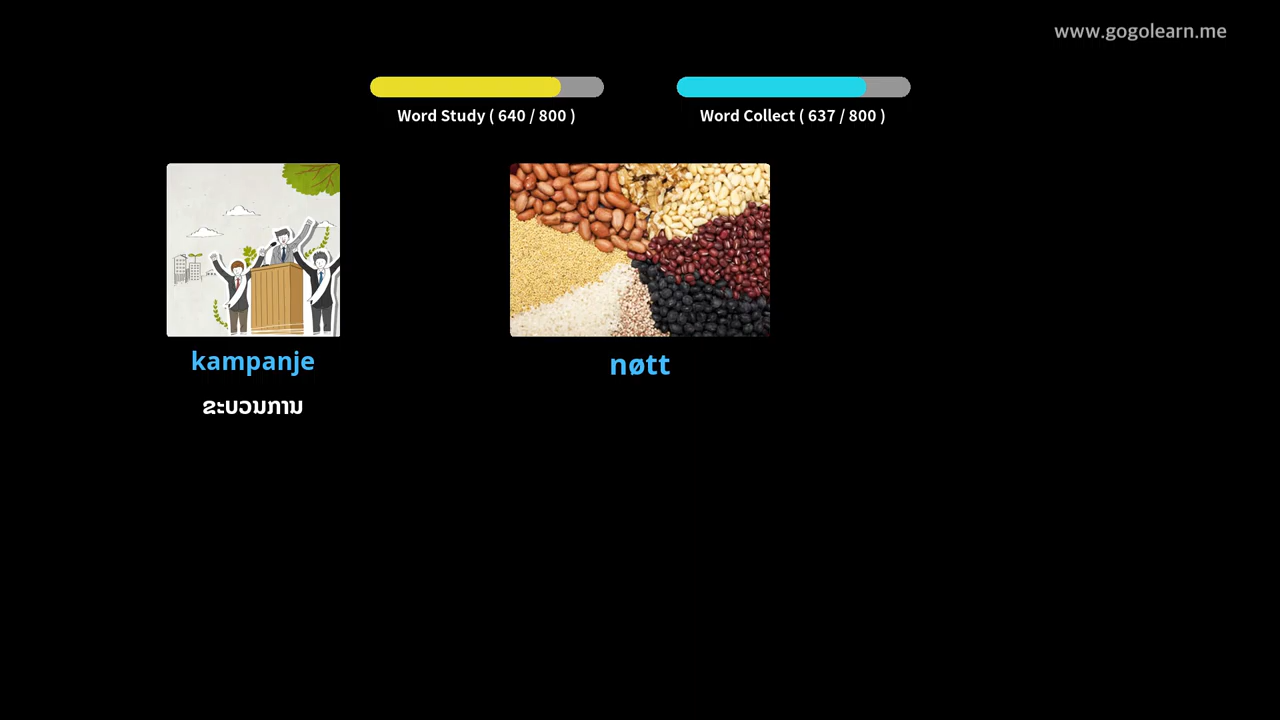 www.gogolearn.me
Word Study ( 640 / 800 )
Word Collect ( 637 / 800 )
kampanje
ຂະບວນການ
nøtt